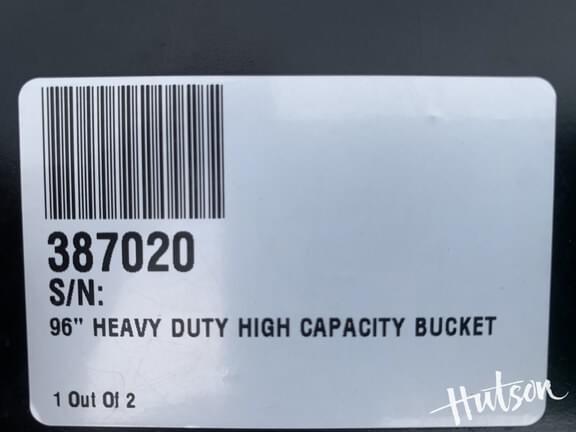 387020
S/N:
96" HEAVY DUTY HIGH CAPACITY BUCKET
1 Out Of 2
Hutson